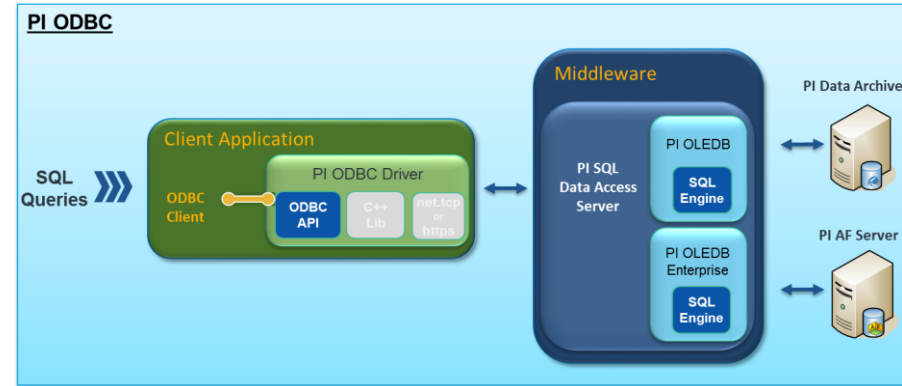 PI ODBC
SQL
Queries
Client Application
ODBC
Client
PI ODBC Driver
ODBC
API
C++
Lib
net.tcp
or
https
Middleware
PI SQL
Data Access
Server
PI OLEDB
SQL
Engine
PI OLEDB
Enterprise
SQL
Engine
PI Data Archive
PI AF Server